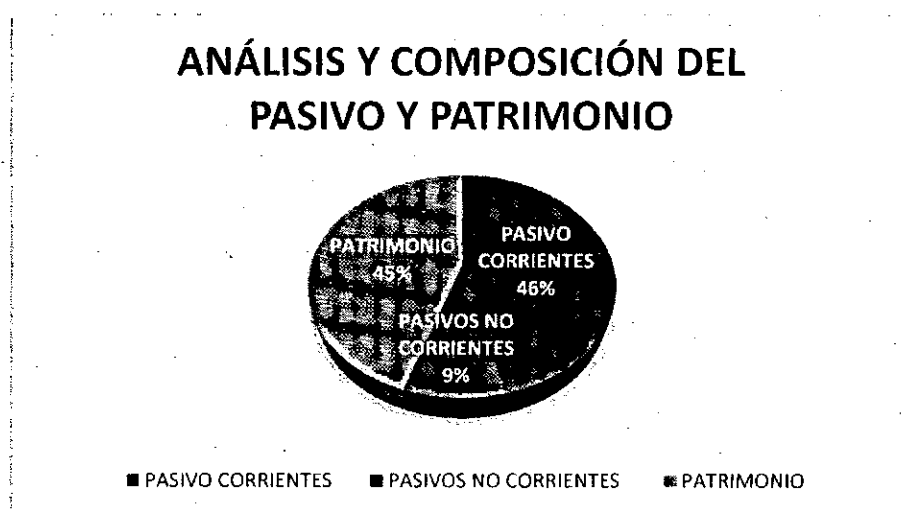 ANÁLISIS Y COMPOSICIÓN DEL
PASIVO Y PATRIMONIO
PATRIMONIO
45%
PASIVO
CORRIENTES
46%
PASIVOS NO
CORRIENTES
9%
PASIVO CORRIENTES
PASIVOS NO CORRIENTES
PATRIMONIO